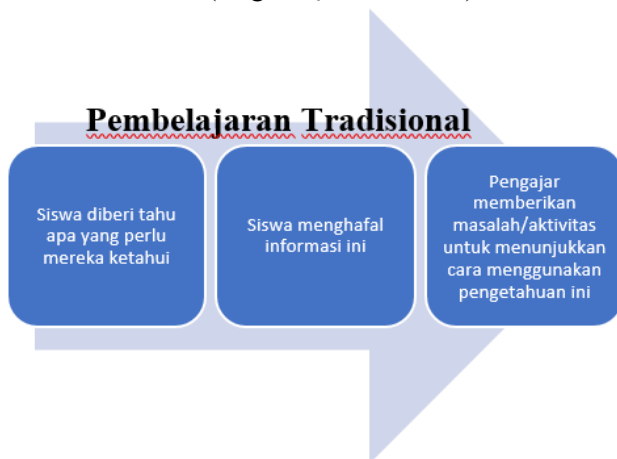 Pembelajaran Tradisional
Siswa diberi tahu
apa yang perlu
mereka ketahui
Siswa menghafal
informasi ini
Pengajar
memberikan
masalah/aktivitas
untuk menunjukkan
cara menggunakan
pengetahuan ini